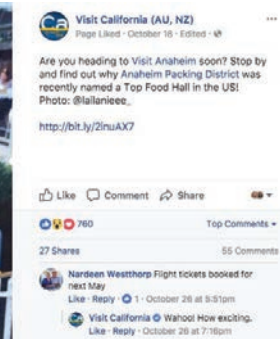 Visit California (AU, NZ)
Page Liked · October 18 · Edited ·
Are you heading to Visit Anaheim soon? Stop by
and find out why Anaheim Packing District was
recently named a Top Food Hall in the US!
Photo: @lailanieee_
http://bit.ly/2inuAX7
Like Comment Share
760 Top Comments
27 Shares 55 Comments
Nardeen Westthorp Flight tickets booked for
next May
Like · Reply · 1 · October 26 at 5:51pm
Visit California Wahoo! How exciting.
Like · Reply · October 26 at 7:16pm